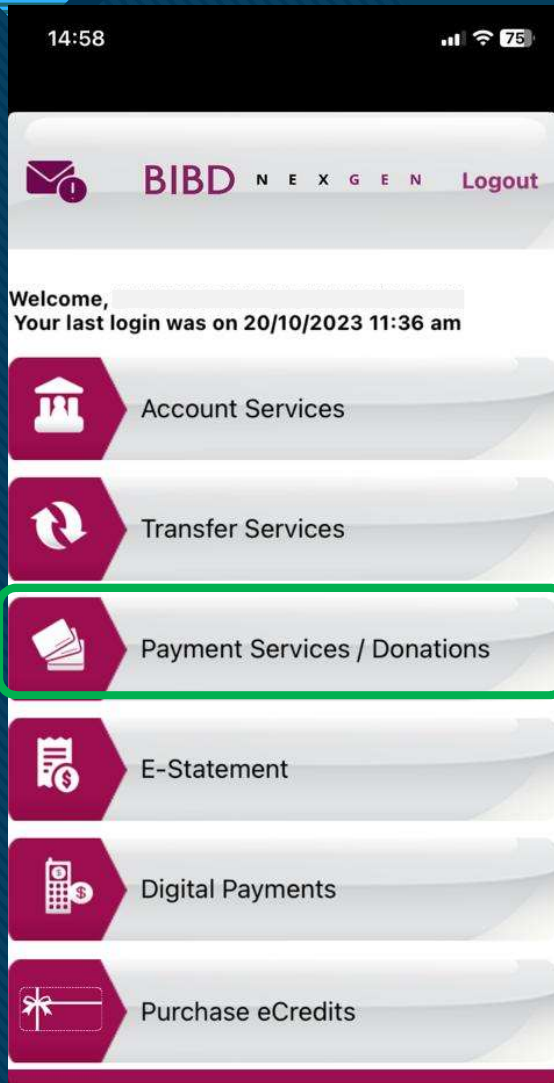 14:58
75
BIBD NEXGEN Logout
Welcome,
Your last login was on 20/10/2023 11:36 am
Account Services
Transfer Services
Payment Services / Donations
E-Statement
Digital Payments
Purchase eCredits